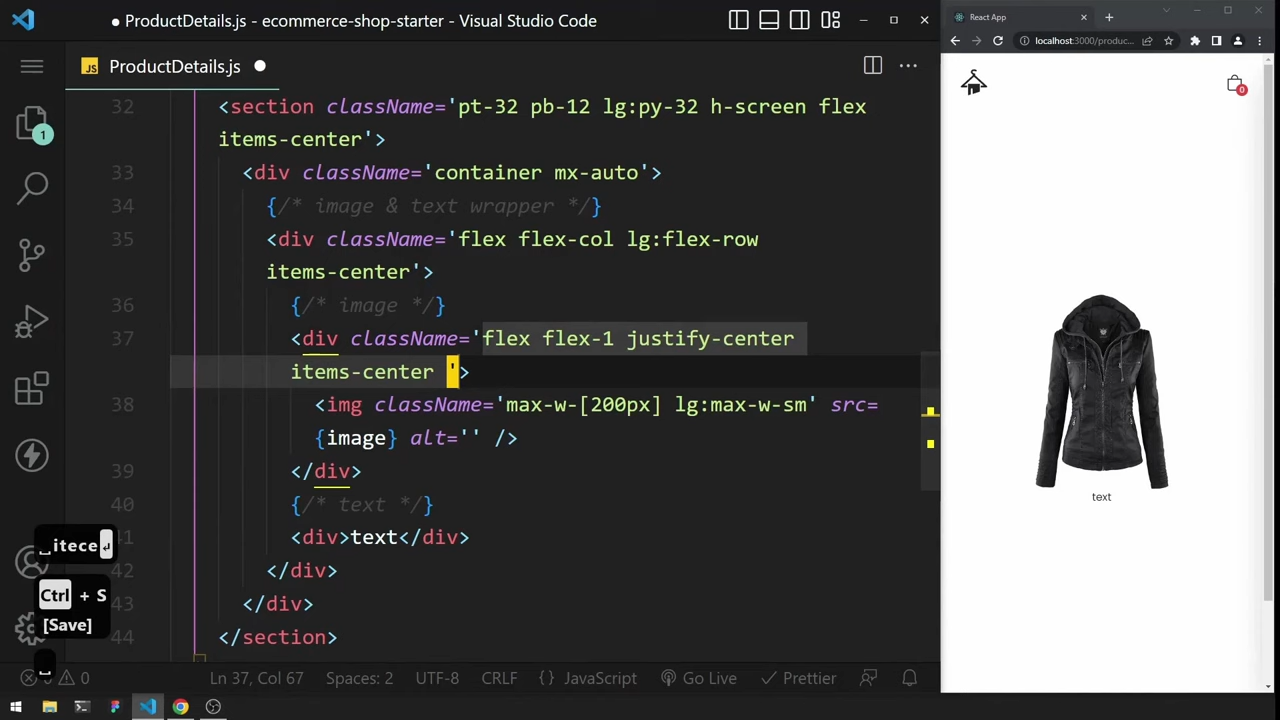 ProductDetails.js - ecommerce-shop-starter - Visual Studio Code
React App
JS ProductDetails.js
localhost:3000/produc...
32 <section className='pt-32 pb-12 lg:py-32 h-screen flex
items-center'>
33 <div className='container mx-auto'>
34 {/* image & text wrapper */}
35 <div className='flex flex-col lg:flex-row
items-center'>
36 {/* image */}
37 <div className='flex flex-1 justify-center
items-center '>
38 <img className='max-w-[200px] lg:max-w-sm' src=
{image} alt='' />
39 </div>
40 {/* text */}
41 <div>text</div>
42 </div>
43 </div>
44 </section>
1
0
text
␣itece↲
Ctrl + S
[Save]
␣
0
Ln 37, Col 67
Spaces: 2
UTF-8
CRLF
{} JavaScript
Go Live
Prettier